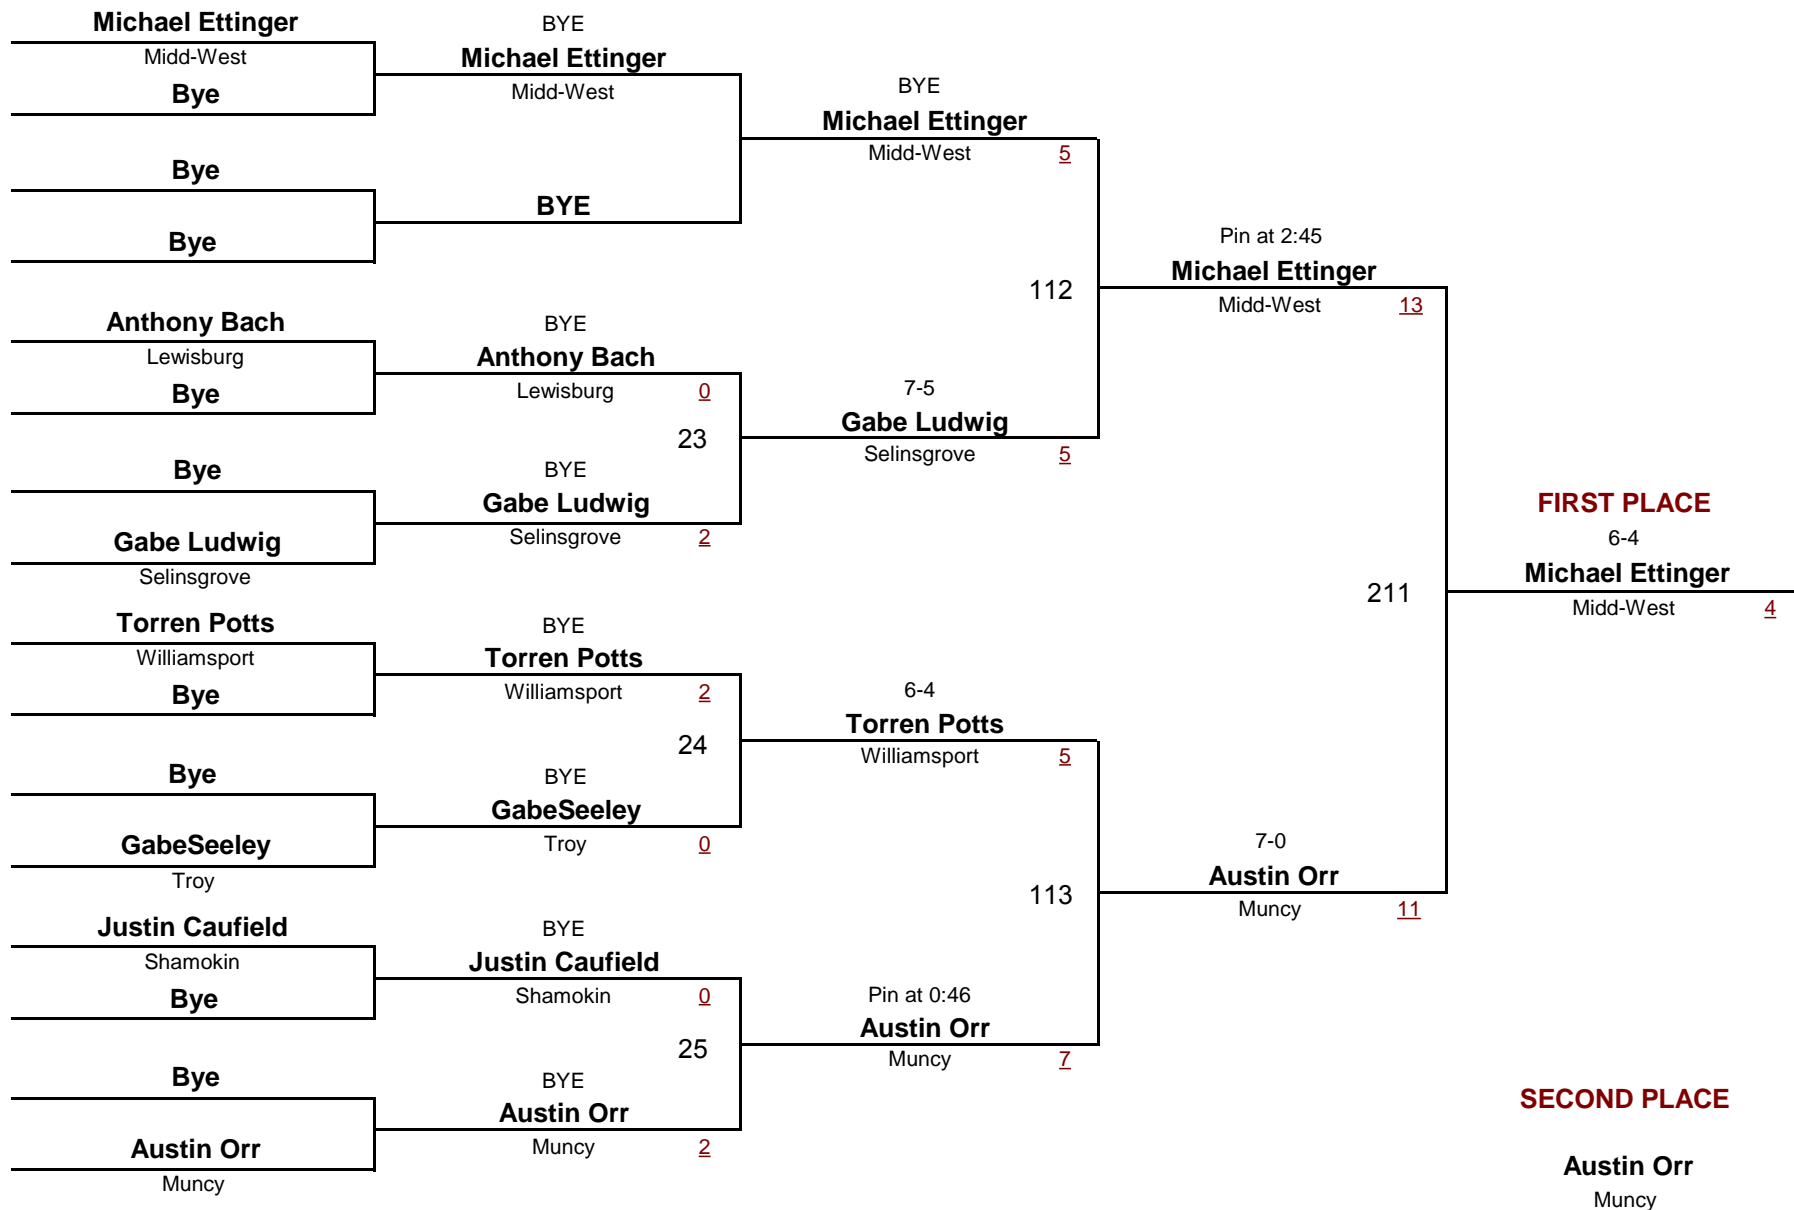 Michael Ettinger
Midd-West
Bye
Bye
Bye
Anthony Bach
Lewisburg
Bye
Bye
Gabe Ludwig
Selinsgrove
Torren Potts
Williamsport
Bye
Bye
GabeSeeley
Troy
Justin Caufield
Shamokin
Bye
Bye
Austin Orr
Muncy
BYE
Michael Ettinger
Midd-West
BYE
BYE
Anthony Bach
Lewisburg 0
23
BYE
Gabe Ludwig
Selinsgrove 2
BYE
Torren Potts
Williamsport 2
24
BYE
GabeSeeley
Troy 0
BYE
Justin Caufield
Shamokin 0
25
BYE
Austin Orr
Muncy 2
BYE
Michael Ettinger
Midd-West 5
112
7-5
Gabe Ludwig
Selinsgrove 5
6-4
Torren Potts
Williamsport 5
113
Pin at 0:46
Austin Orr
Muncy 7
Pin at 2:45
Michael Ettinger
Midd-West 13
211
7-0
Austin Orr
Muncy 11
FIRST PLACE
6-4
Michael Ettinger
Midd-West 4
SECOND PLACE
Austin Orr
Muncy